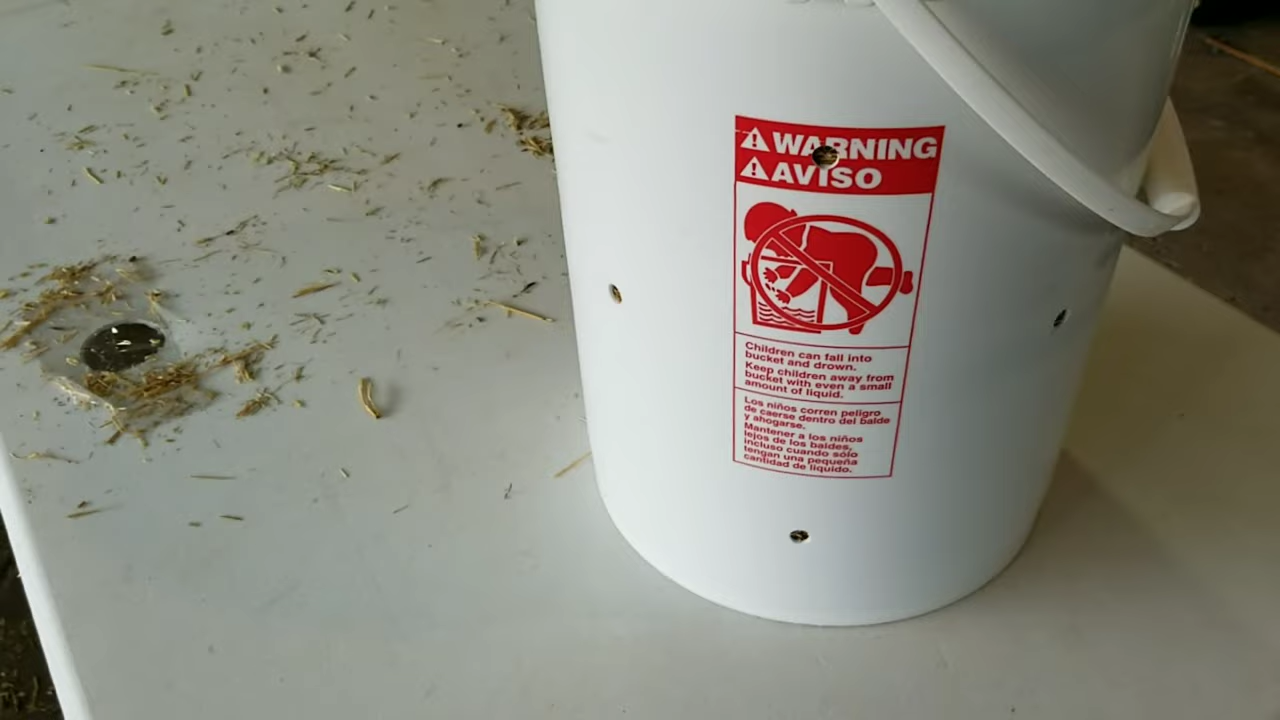 WARNING
AVISO
Children can fall into
bucket and drown.
Keep children away from
bucket with even a small
amount of liquid.
Los niños corren peligro
de caerse dentro del balde
y ahogarse.
Mantener a los niños
lejos de los baldes,
incluso cuando sólo
tengan una pequeña
cantidad de liquido.